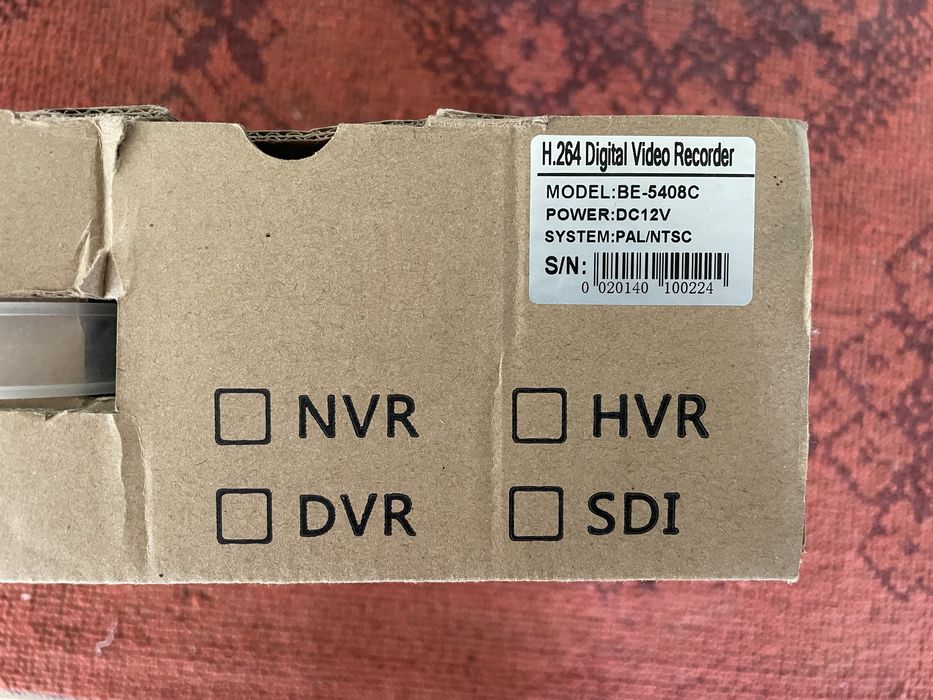 H.264 Digital Video Recorder
MODEL:BE-5408C
POWER:DC12V
SYSTEM:PAL/NTSC
S/N:
0 020140 100224
NVR
HVR
DVR
SDI